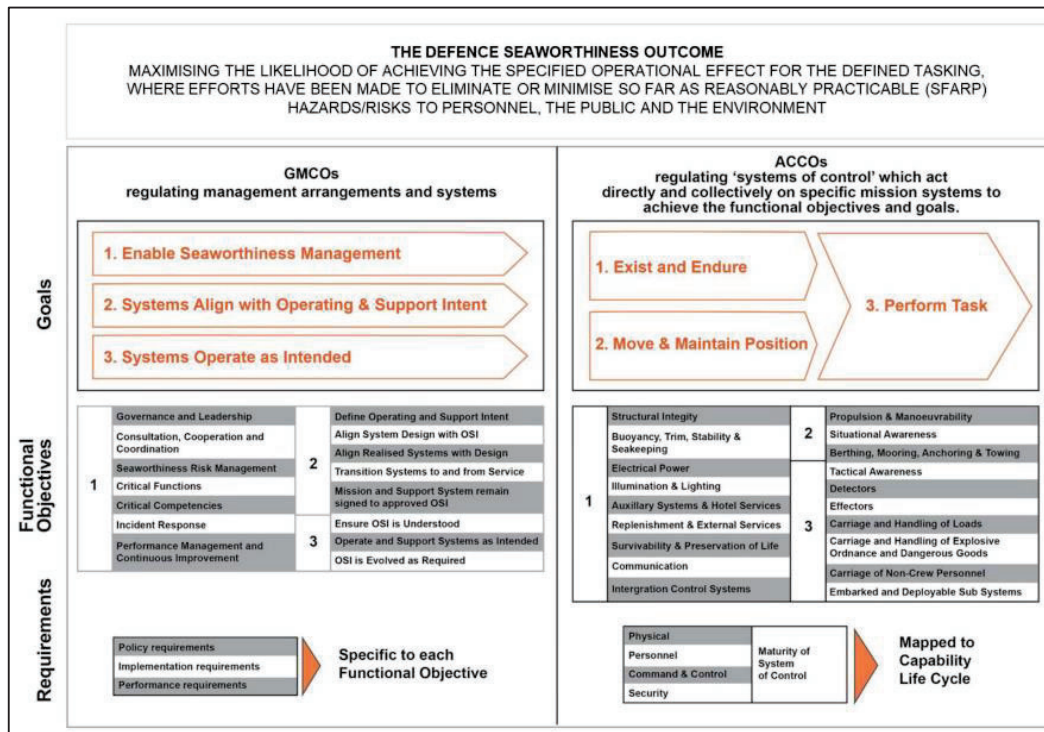 THE DEFENCE SEAWORTHINESS OUTCOME
MAXIMISING THE LIKELIHOOD OF ACHIEVING THE SPECIFIED OPERATIONAL EFFECT FOR THE DEFINED TASKING,
WHERE EFFORTS HAVE BEEN MADE TO ELIMINATE OR MINIMISE SO FAR AS REASONABLY PRACTICABLE (SFARP)
HAZARDS/RISKS TO PERSONNEL, THE PUBLIC AND THE ENVIRONMENT
GMCOs
regulating management arrangements and systems
ACCOs
regulating ‘systems of control’ which act
directly and collectively on specific mission systems to
achieve the functional objectives and goals.
Goals
1. Enable Seaworthiness Management
2. Systems Align with Operating & Support Intent
3. Systems Operate as Intended
1. Exist and Endure
2. Move & Maintain Position
3. Perform Task
Functional
Objectives
1
Governance and Leadership
Consultation, Cooperation and
Coordination
Seaworthiness Risk Management
Critical Functions
Critical Competencies
Incident Response
Performance Management and
Continuous Improvement
2
Define Operating and Support Intent
Align System Design with OSI
Align Realised Systems with Design
Transition Systems to and from Service
Mission and Support System remain
signed to approved OSI
3
Ensure OSI is Understood
Operate and Support Systems as Intended
OSI is Evolved as Required
1
Structural Integity
Buoyancy, Trim, Stability &
Seakeeping
Electrical Power
Illumination & Lighting
Auxillary Systems & Hotel Services
Replenishment & External Services
Survivability & Preservation of Life
Communication
Intergration Control Systems
2
Propulsion & Manoeuvrability
Situational Awareness
Berthing, Mooring, Anchoring & Towing
3
Tactical Awareness
Detectors
Effectors
Carriage and Handling of Loads
Carriage and Handling of Explosive
Ordnance and Dangerous Goods
Carriage of Non-Crew Personnel
Embarked and Deployable Sub Systems
Requirements
Policy requirements
Implementation requirements
Performance requirements
Specific to each
Functional Objective
Physical
Personnel
Command & Control
Security
Maturity of
System
of Control
Mapped to
Capability
Life Cycle